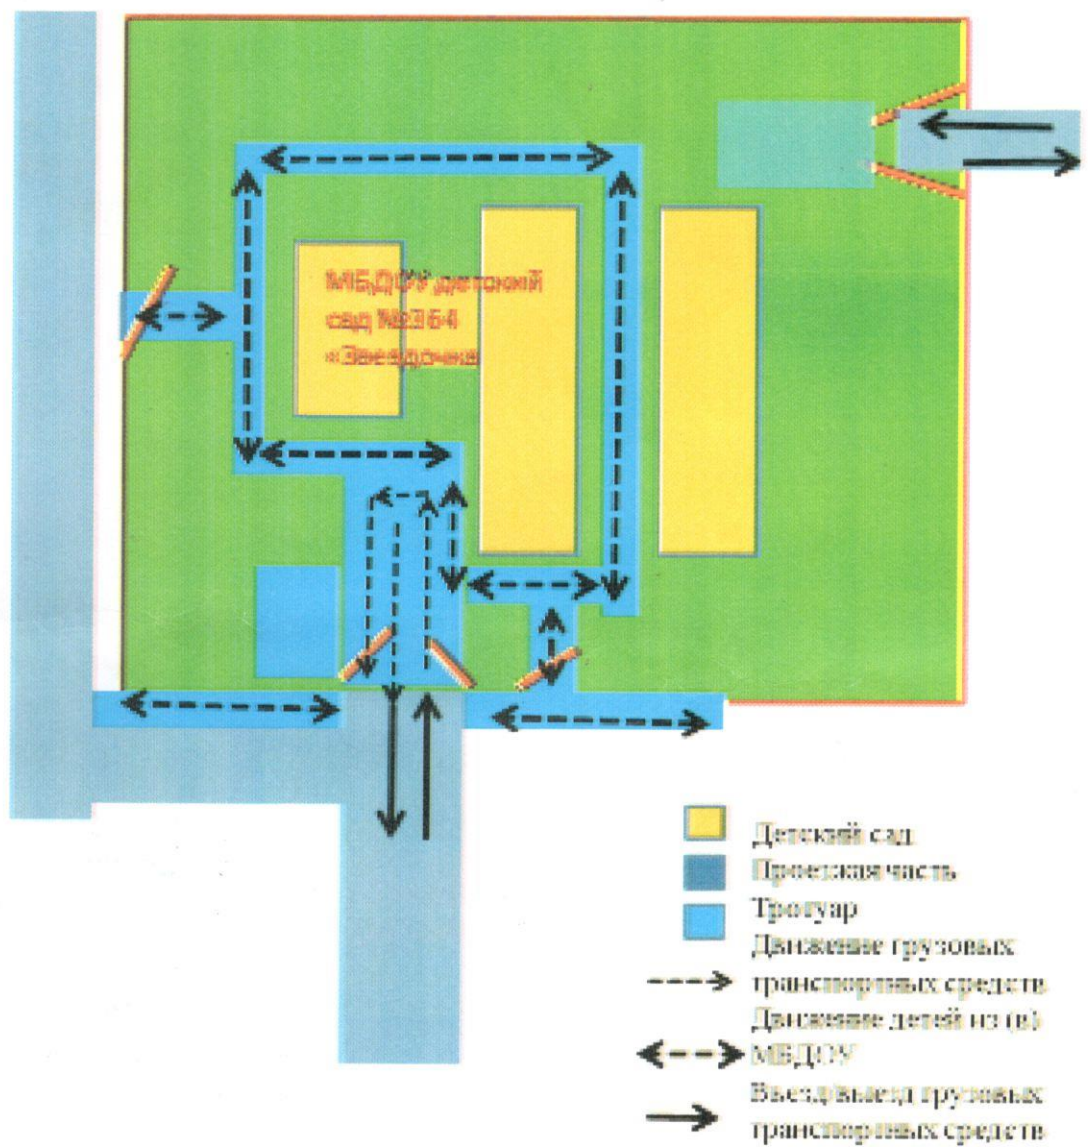 МБДОУ детский
сад №364
«Звездочка
Детский сад
Проезжая часть
Тротуар
Движение грузовых
транспортных средств
Движение детей из (в)
МБДОУ
Въезд/выезд грузовых
транспортных средств